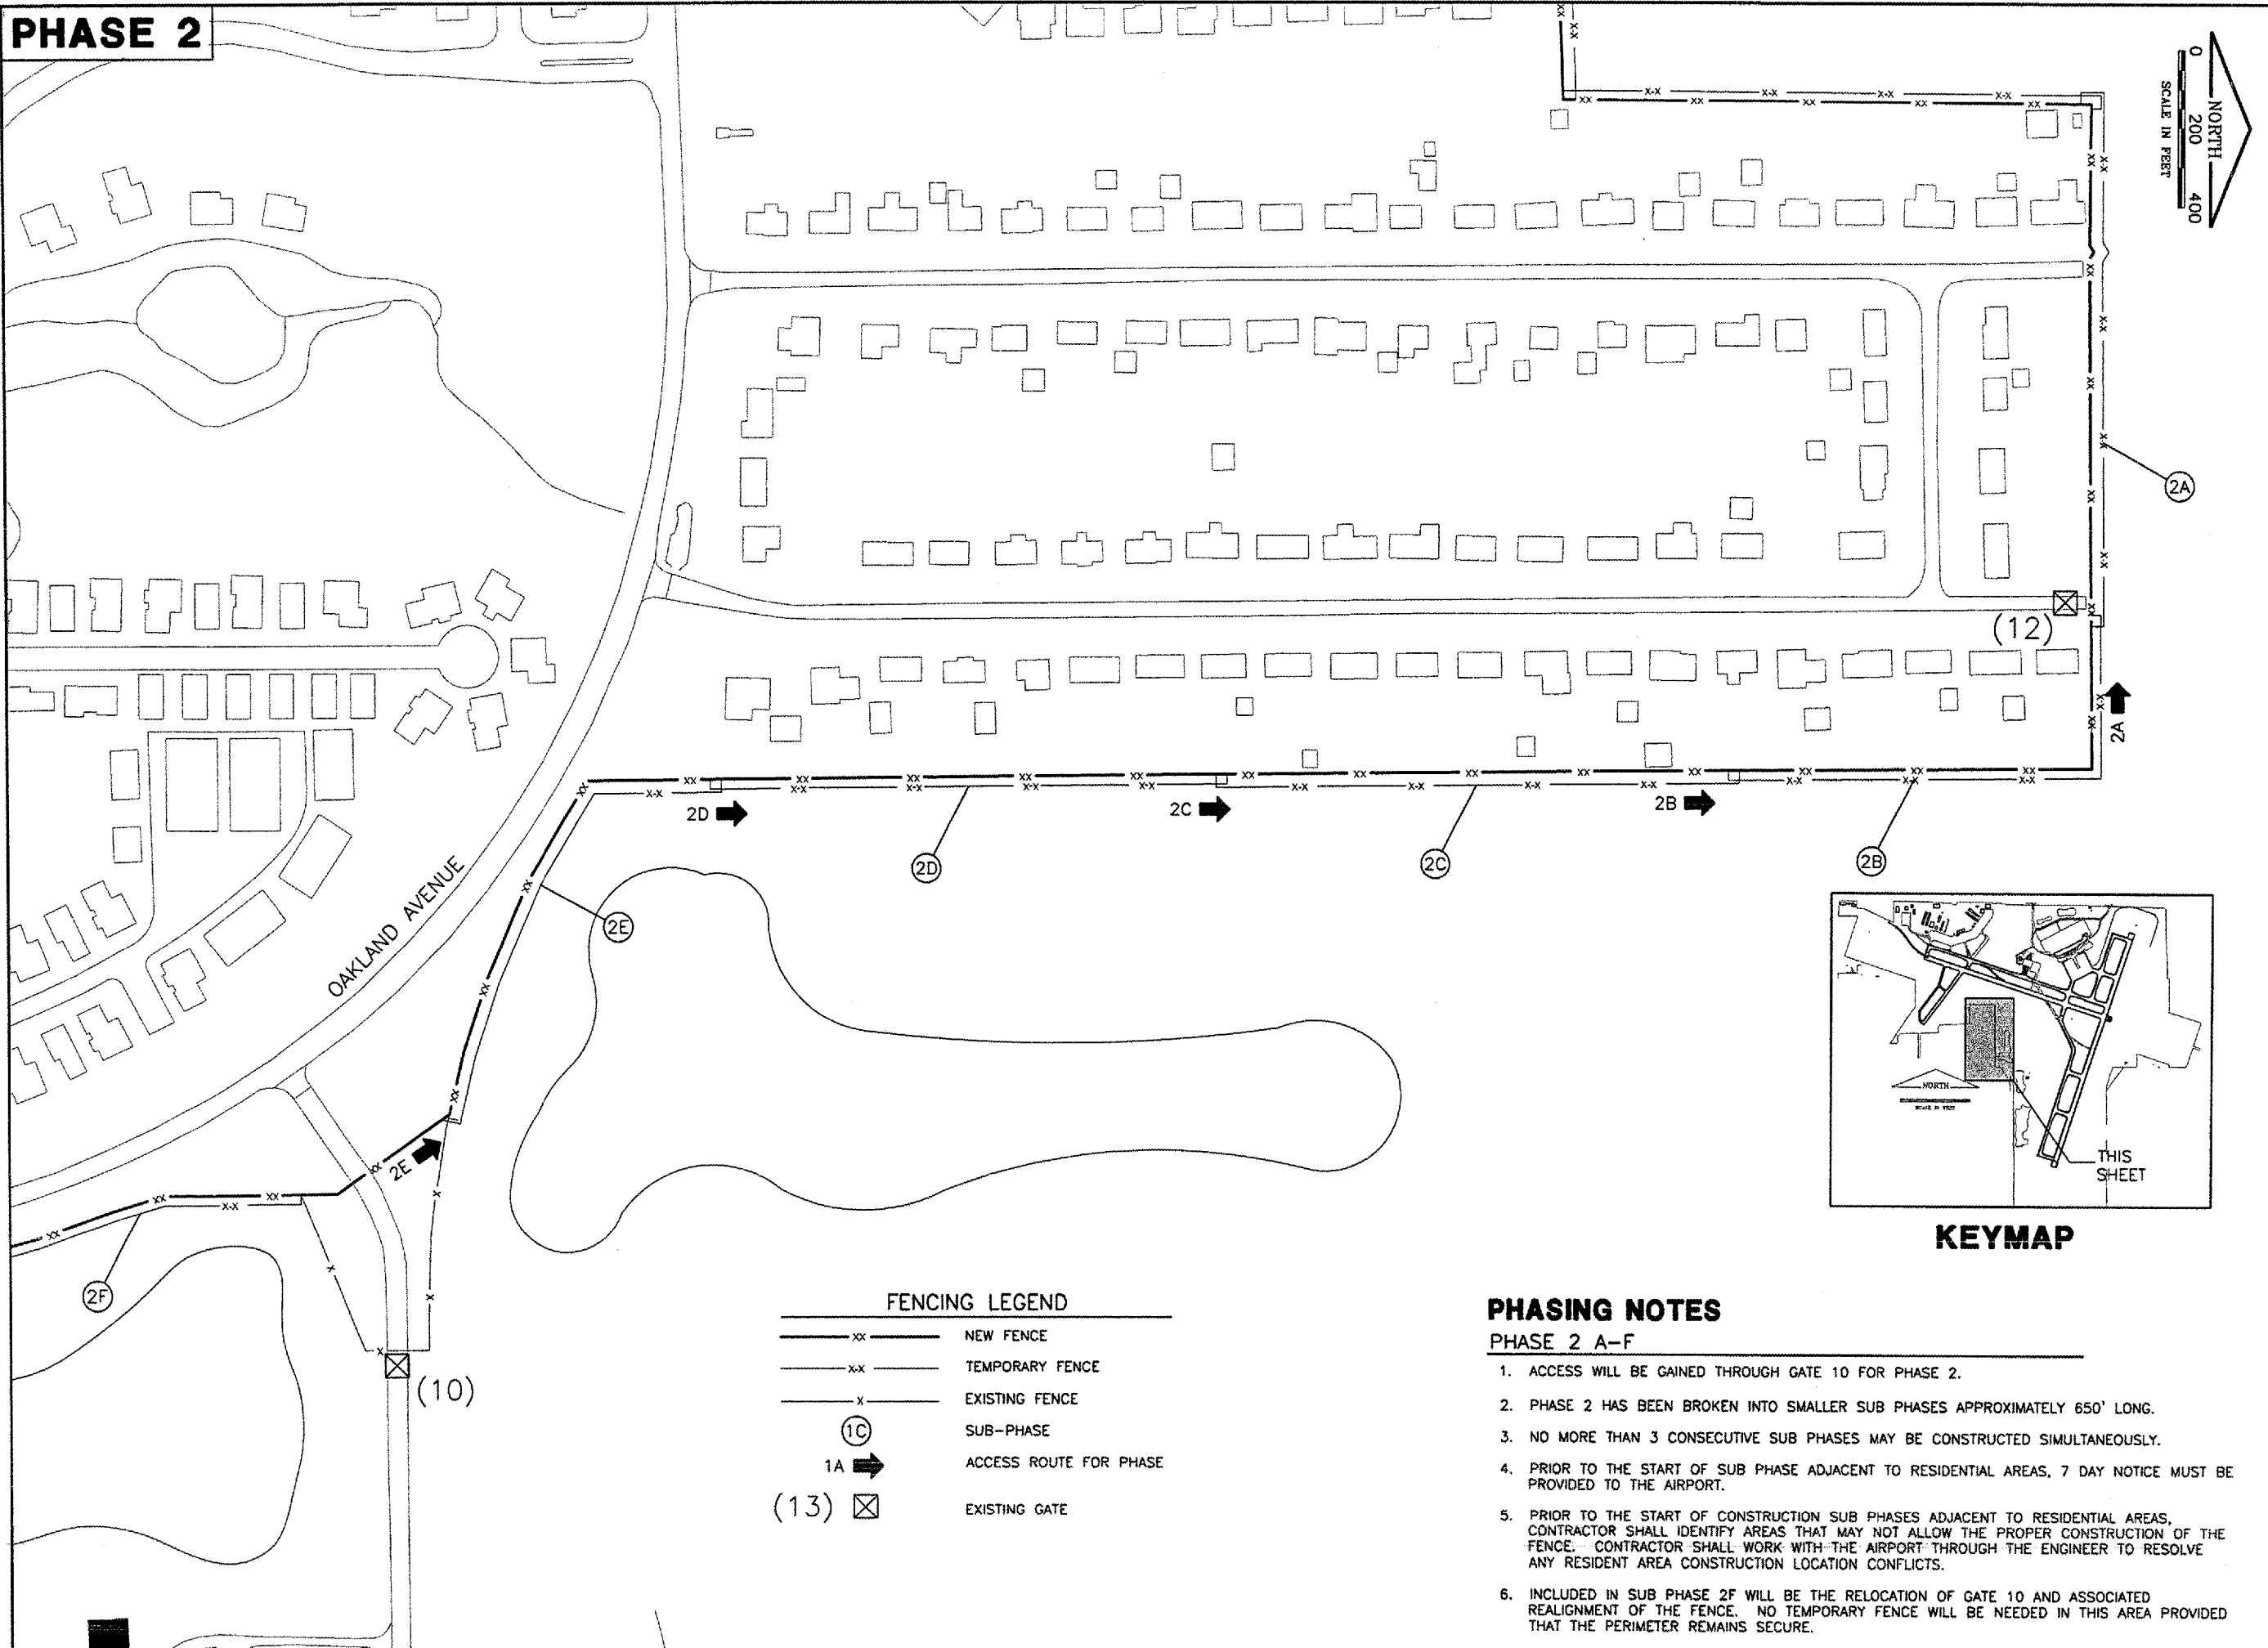 PHASE 2
NORTH
0 200 400
SCALE IN FEET
XX
X-X
2A
(12)
2A
2D
2C
2B
2D
2C
2B
2E
OAKLAND AVENUE
2E
2F
(10)
NORTH
SCALE IN FEET
THIS
SHEET
KEYMAP
FENCING LEGEND
XX NEW FENCE
X-X TEMPORARY FENCE
X EXISTING FENCE
1C SUB-PHASE
1A ACCESS ROUTE FOR PHASE
(13) EXISTING GATE
PHASING NOTES
PHASE 2 A-F
1. ACCESS WILL BE GAINED THROUGH GATE 10 FOR PHASE 2.
2. PHASE 2 HAS BEEN BROKEN INTO SMALLER SUB PHASES APPROXIMATELY 650' LONG.
3. NO MORE THAN 3 CONSECUTIVE SUB PHASES MAY BE CONSTRUCTED SIMULTANEOUSLY.
4. PRIOR TO THE START OF SUB PHASE ADJACENT TO RESIDENTIAL AREAS, 7 DAY NOTICE MUST BE
PROVIDED TO THE AIRPORT.
5. PRIOR TO THE START OF CONSTRUCTION SUB PHASES ADJACENT TO RESIDENTIAL AREAS,
CONTRACTOR SHALL IDENTIFY AREAS THAT MAY NOT ALLOW THE PROPER CONSTRUCTION OF THE
FENCE. CONTRACTOR SHALL WORK WITH THE AIRPORT THROUGH THE ENGINEER TO RESOLVE
ANY RESIDENT AREA CONSTRUCTION LOCATION CONFLICTS.
6. INCLUDED IN SUB PHASE 2F WILL BE THE RELOCATION OF GATE 10 AND ASSOCIATED
REALIGNMENT OF THE FENCE. NO TEMPORARY FENCE WILL BE NEEDED IN THIS AREA PROVIDED
THAT THE PERIMETER REMAINS SECURE.